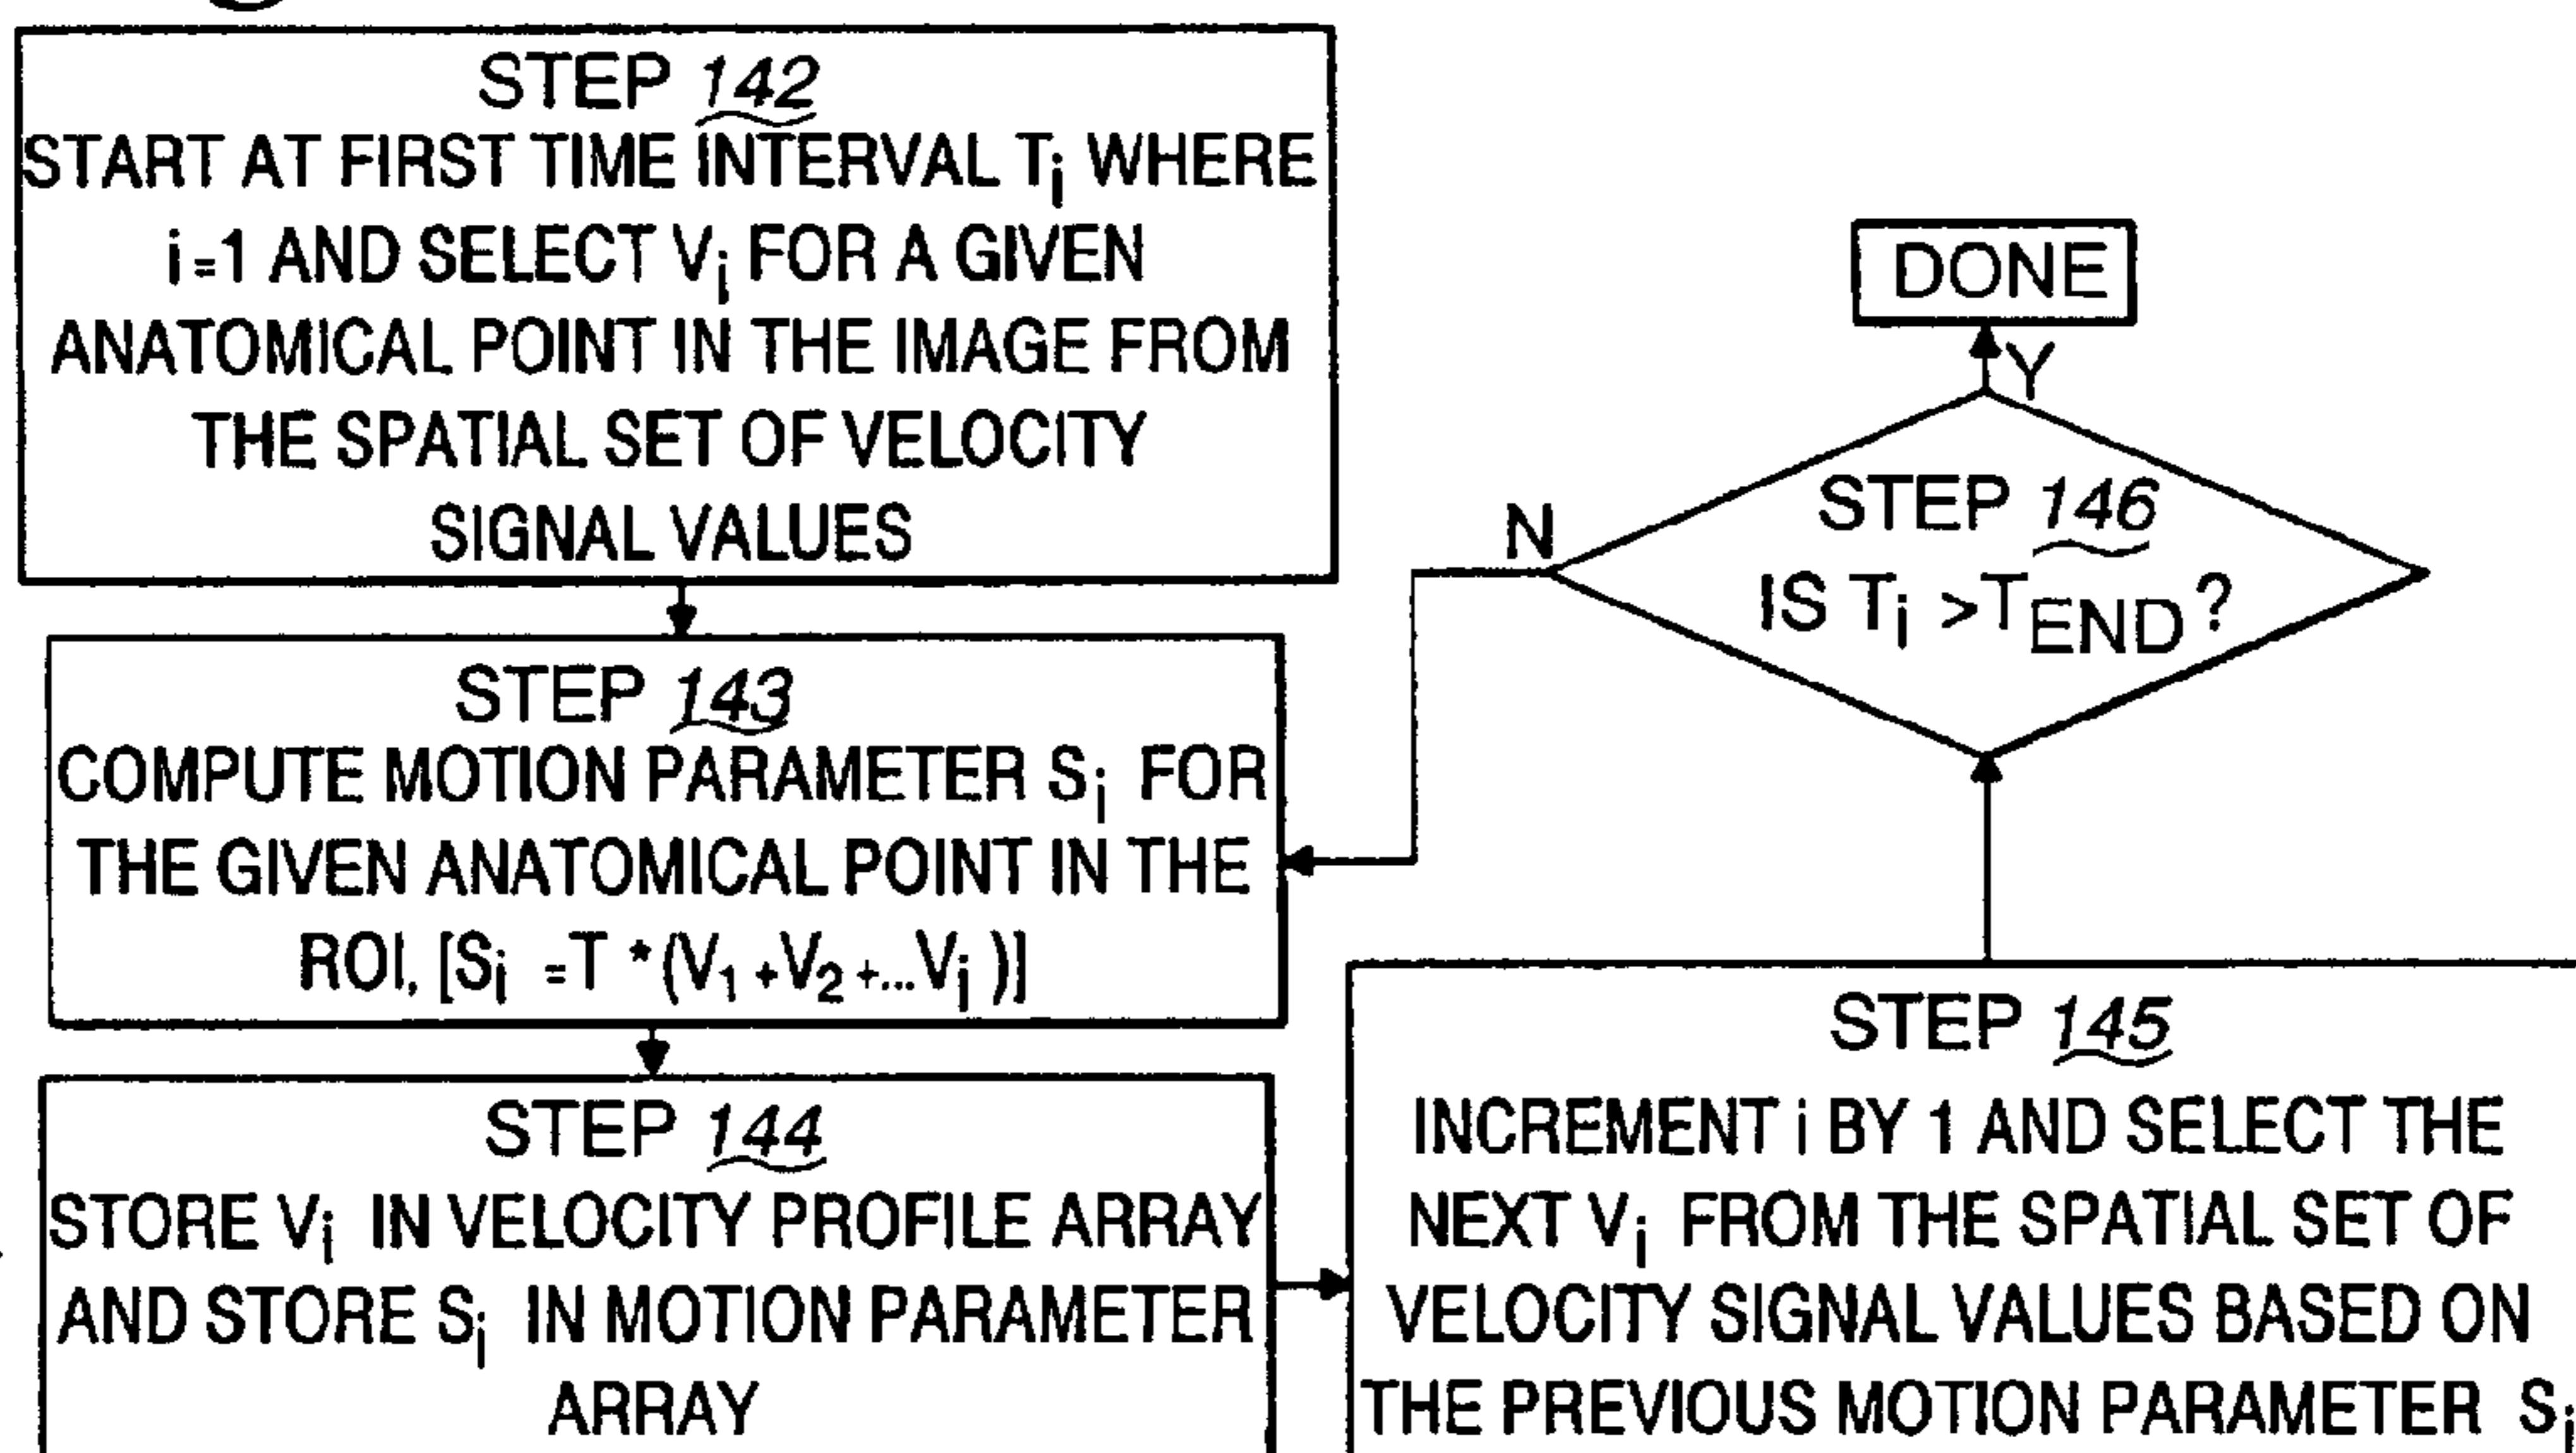 STEP 142
START AT FIRST TIME INTERVAL Ti WHERE
i=1 AND SELECT Vi FOR A GIVEN
ANATOMICAL POINT IN THE IMAGE FROM
THE SPATIAL SET OF VELOCITY
SIGNAL VALUES
STEP 143
COMPUTE MOTION PARAMETER Si FOR
THE GIVEN ANATOMICAL POINT IN THE
ROI, [Si =T *(V1 +V2 +...Vi )]
STEP 144
STORE Vi IN VELOCITY PROFILE ARRAY
AND STORE Si IN MOTION PARAMETER
ARRAY
STEP 145
INCREMENT i BY 1 AND SELECT THE
NEXT Vi FROM THE SPATIAL SET OF
VELOCITY SIGNAL VALUES BASED ON
THE PREVIOUS MOTION PARAMETER Si
STEP 146
IS Ti >TEND?
N
Y
DONE